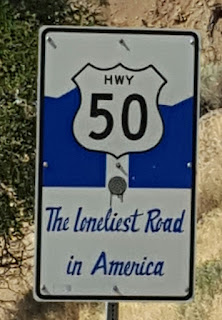 HWY
50
The Loneliest Road
in America